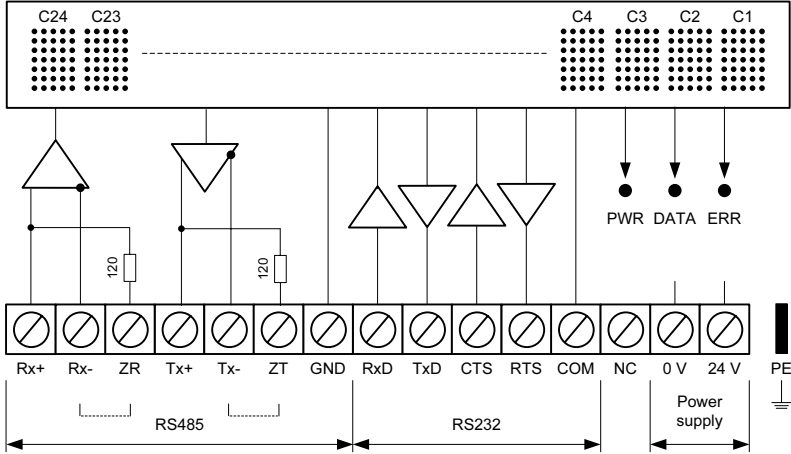 C24 C23 C4 C3 C2 C1
PWR DATA ERR
120 120
Rx+ Rx- ZR Tx+ Tx- ZT GND RxD TxD CTS RTS COM NC 0 V 24 V PE
RS485 RS232 Power
supply